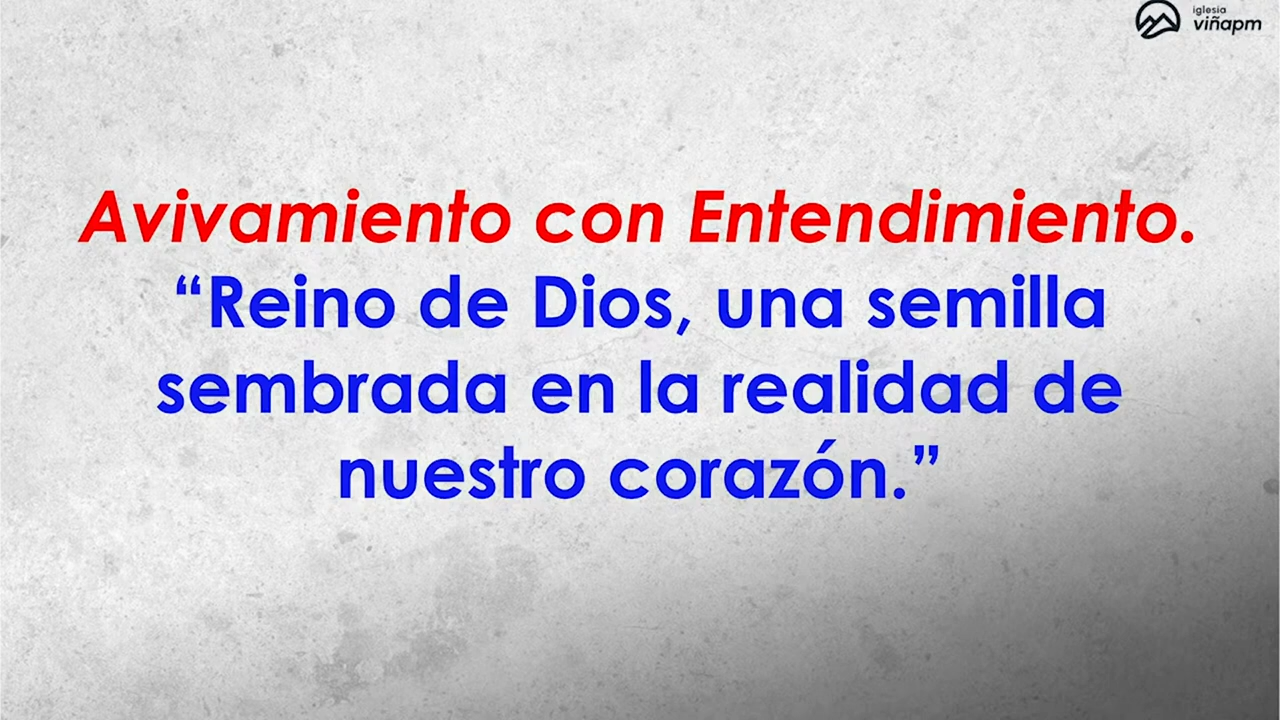 iglesia
viñapm
Avivamiento con Entendimiento.
“Reino de Dios, una semilla
sembrada en la realidad de
nuestro corazón.”